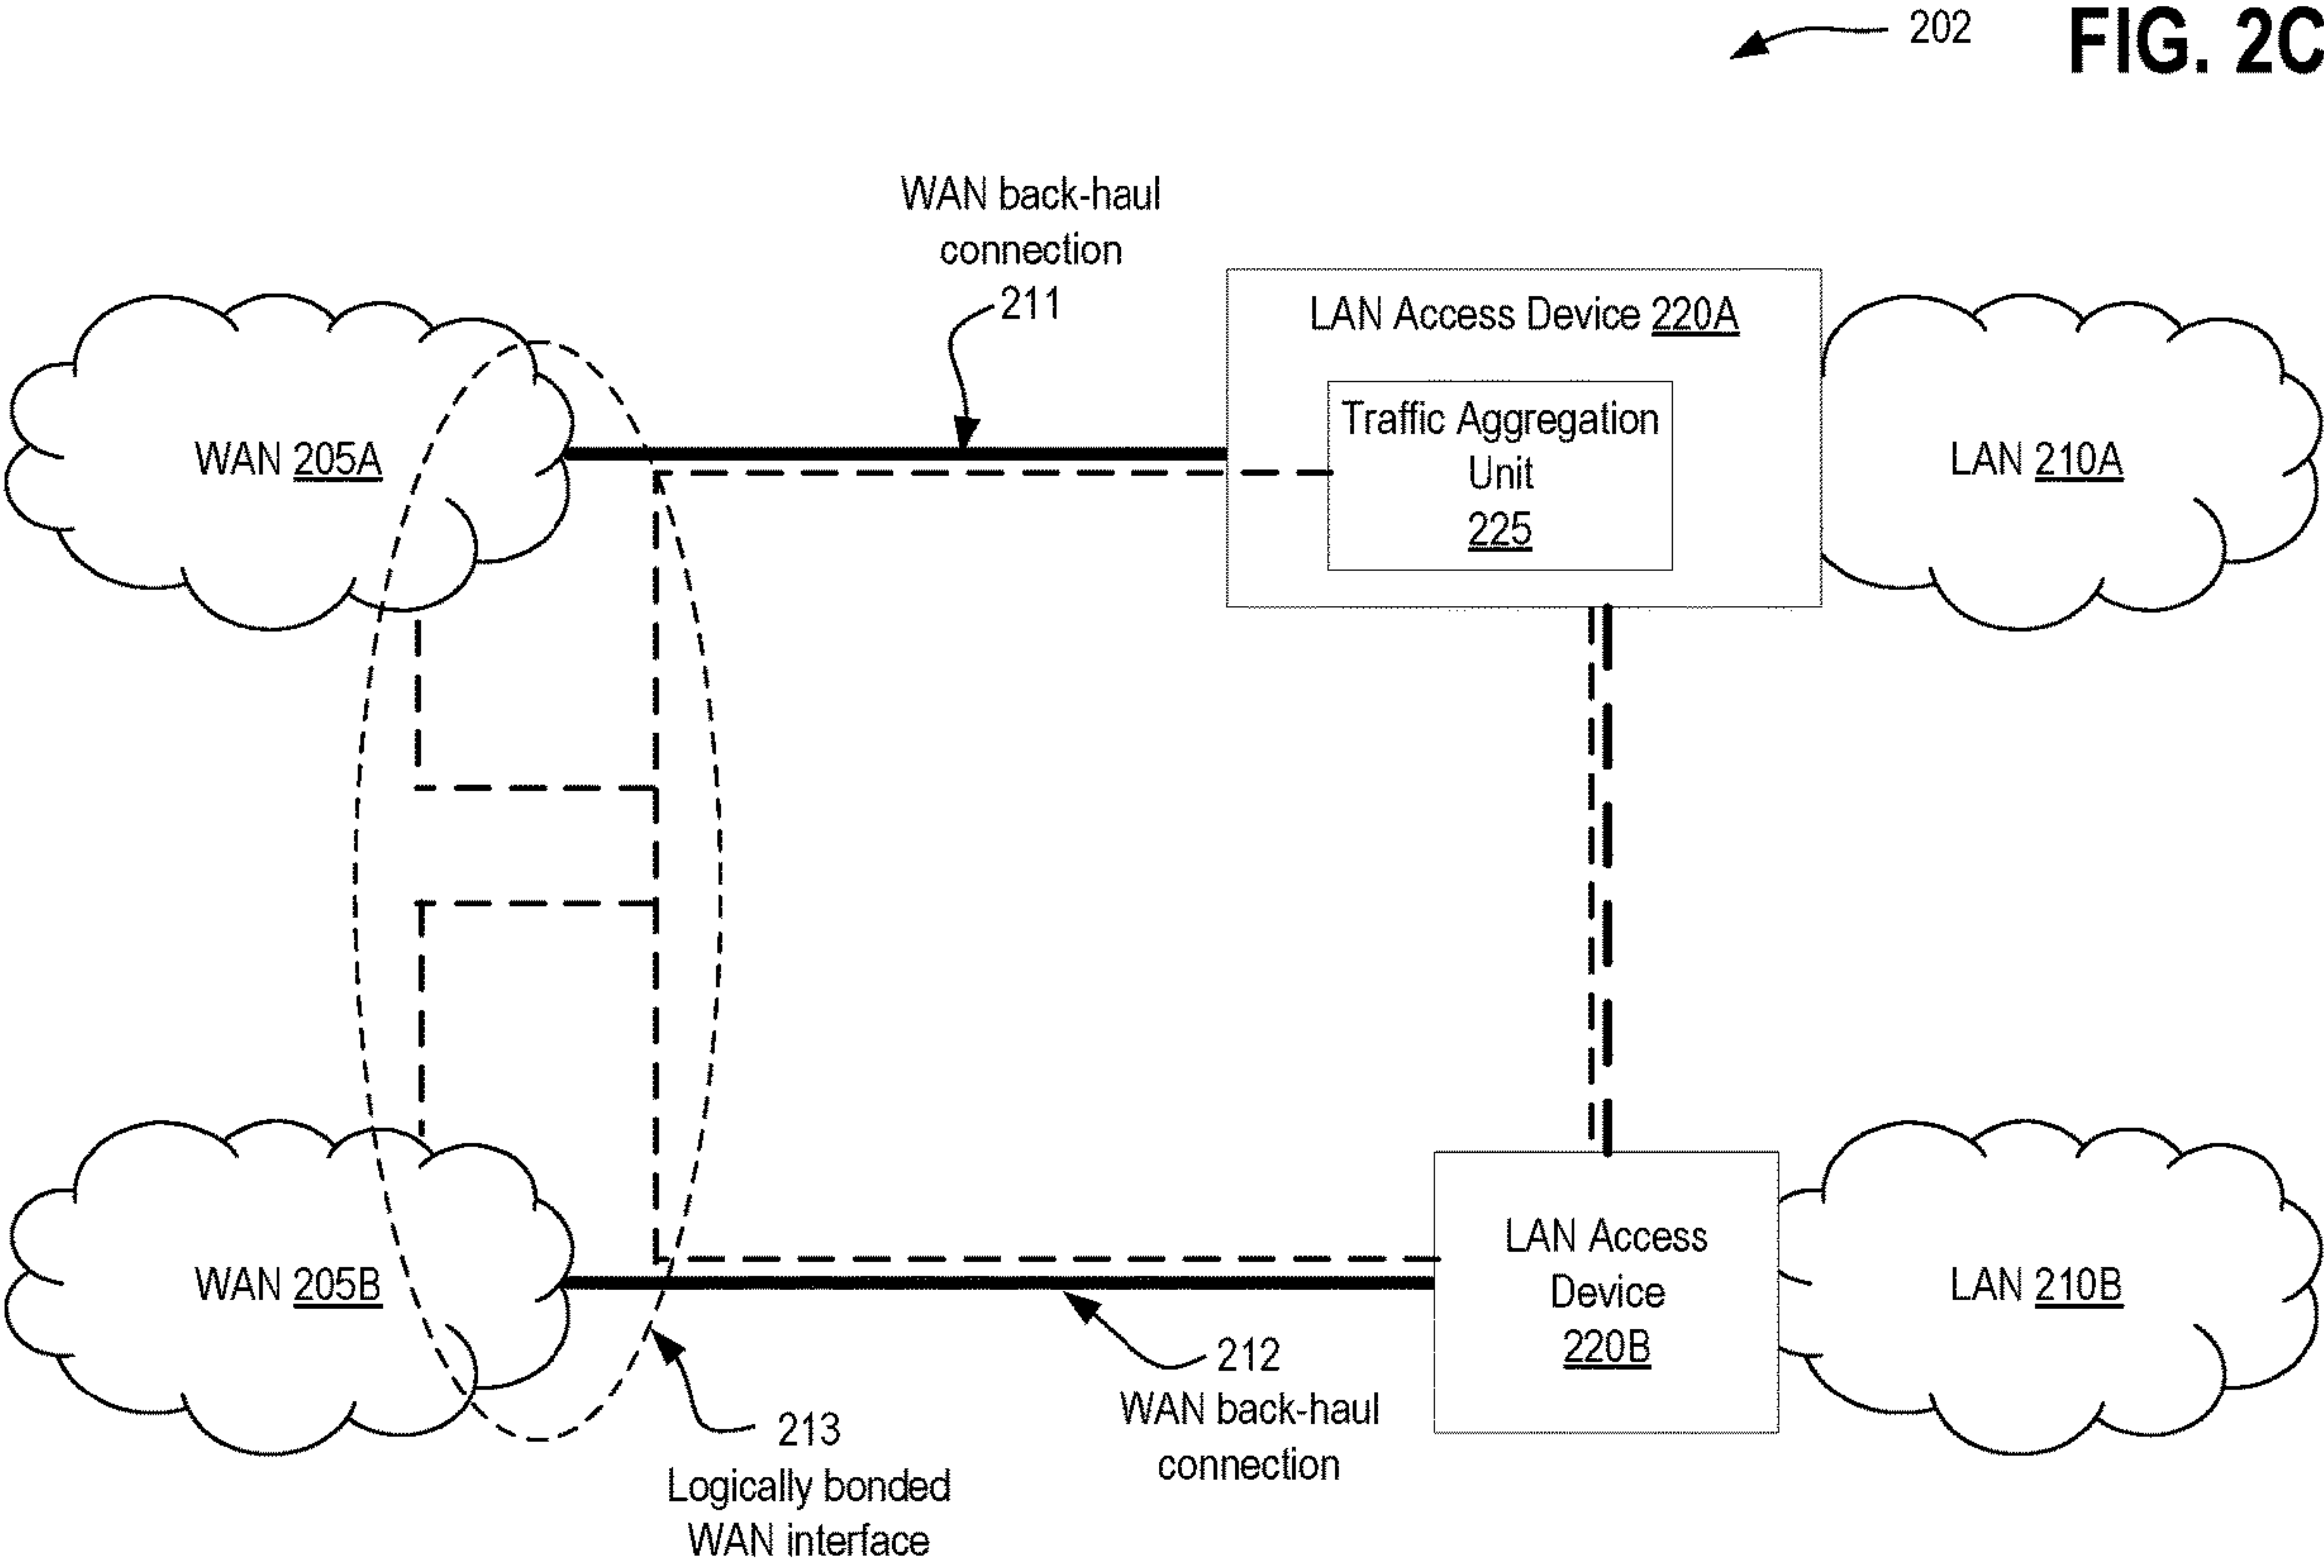 202
FIG. 2C
WAN back-haul
connection
211
LAN Access Device 220A
Traffic Aggregation
Unit
225
WAN 205A
LAN 210A
LAN Access
Device
220B
WAN 205B
LAN 210B
212
WAN back-haul
connection
213
Logically bonded
WAN interface